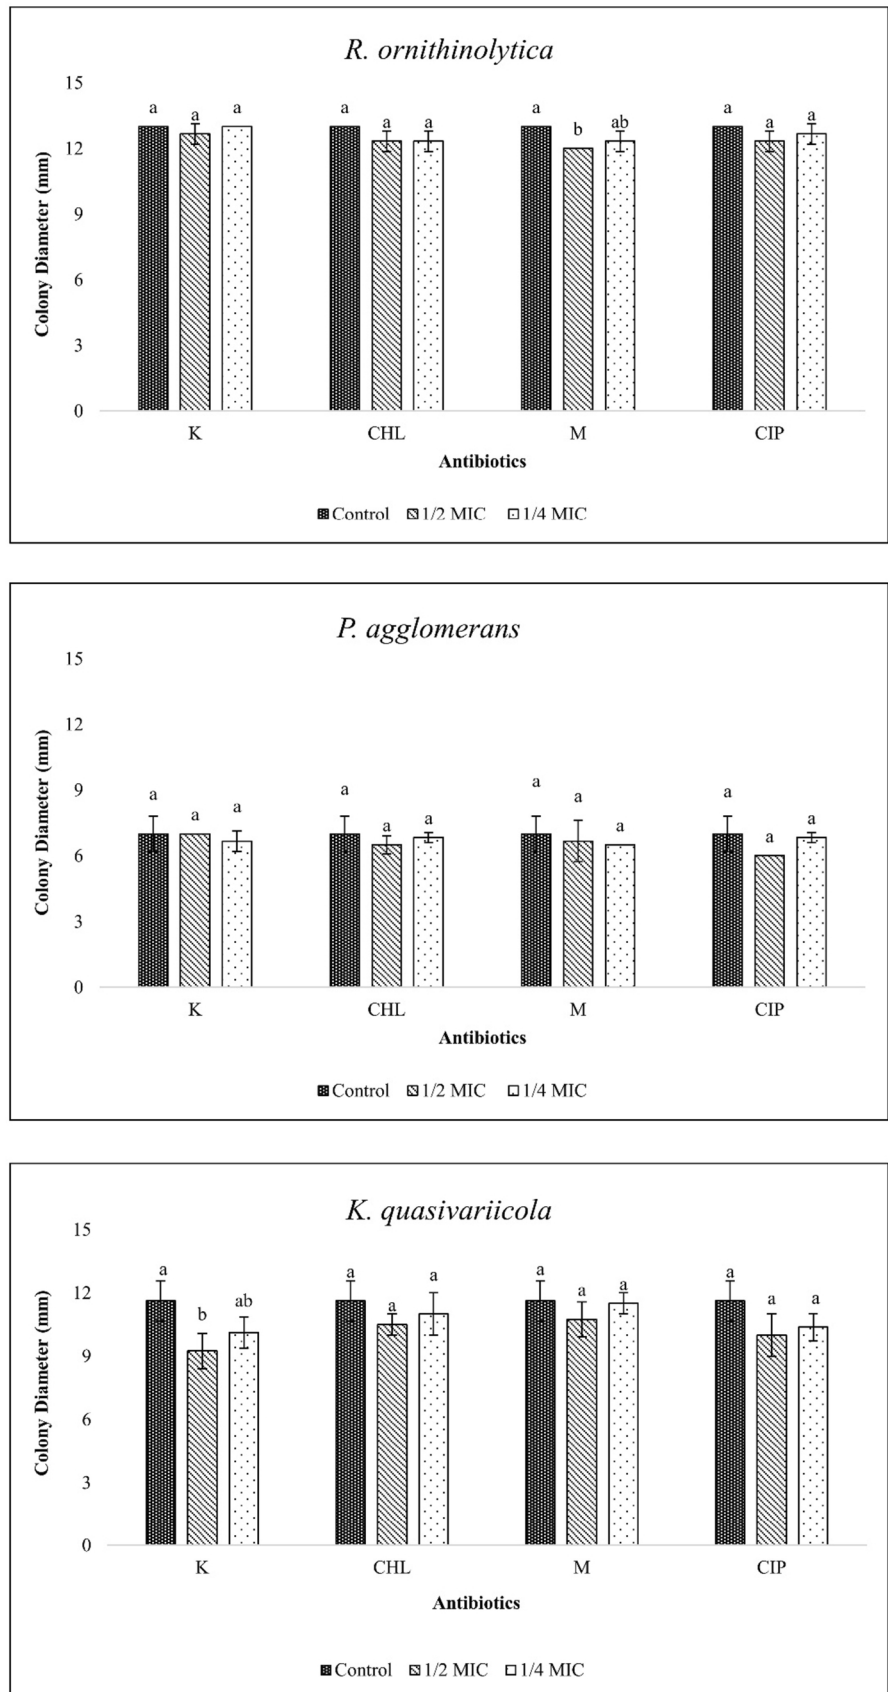 R. ornithinolytica
15
a a a a a a a b ab a a a
12
9
6
3
0
Colony Diameter (mm)
K CHL M CIP
Antibiotics
Control 1/2 MIC 1/4 MIC
P. agglomerans
15
12
9
a a a a a a a a a a a a
6
3
0
Colony Diameter (mm)
K CHL M CIP
Antibiotics
Control 1/2 MIC 1/4 MIC
K. quasivariicola
15
12
a b ab a a a a a a a a a
9
6
3
0
Colony Diameter (mm)
K CHL M CIP
Antibiotics
Control 1/2 MIC 1/4 MIC